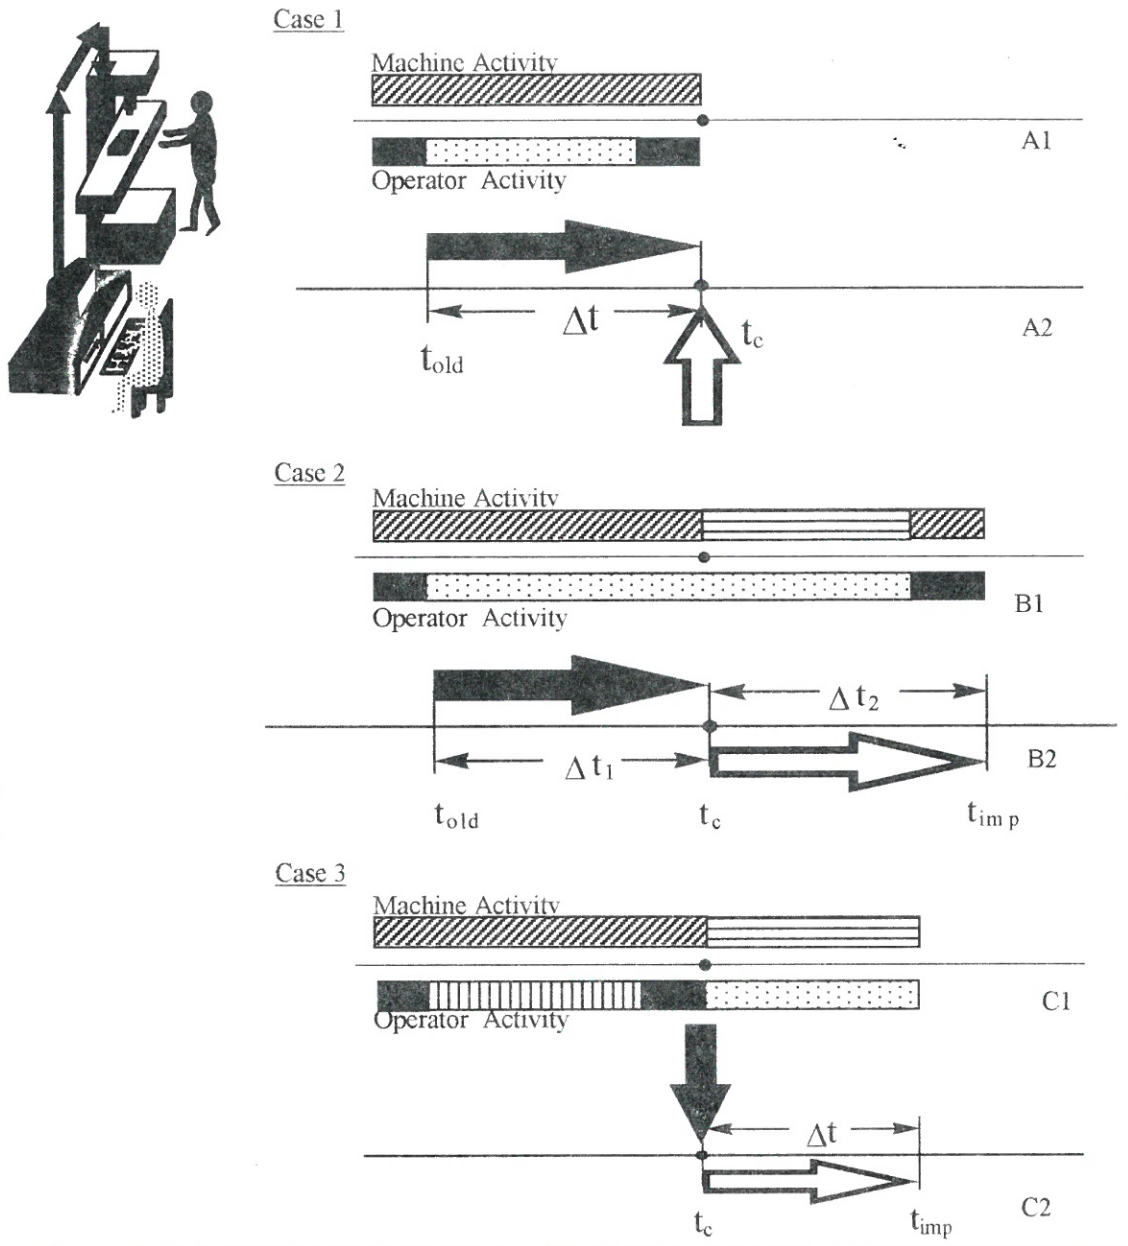 Case 1
Machine Activity
A1
Operator Activity
Δt
t_c
A2
t_old
Case 2
Machine Activity
B1
Operator Activity
Δt_2
Δt_1
B2
t_old
t_c
t_imp
Case 3
Machine Activity
C1
Operator Activity
Δt
C2
t_c
t_imp